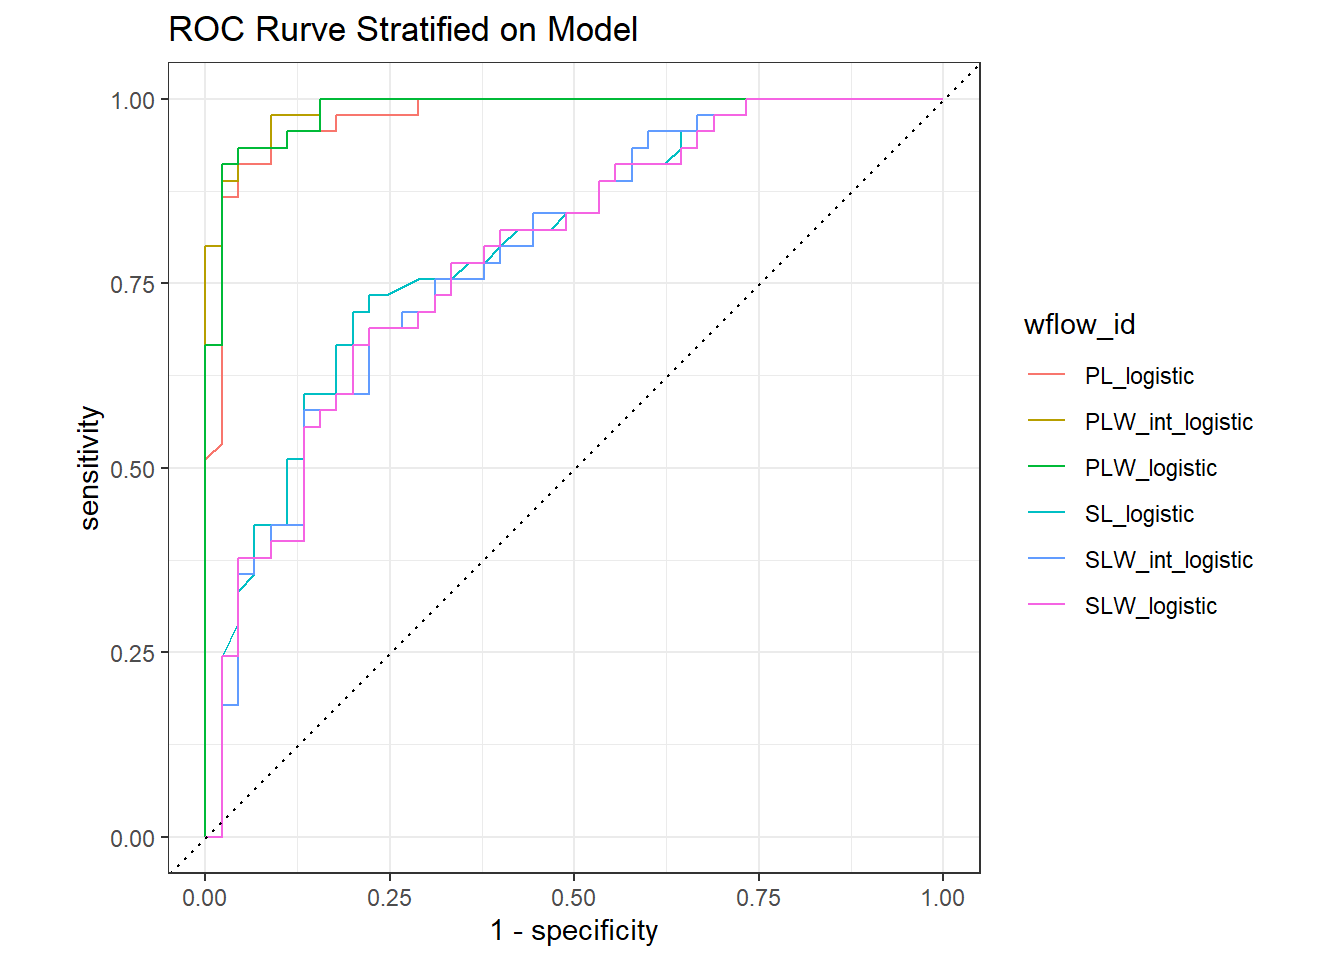 ROC Rurve Stratified on Model
1.00
0.75
0.50
0.25
0.00
sensitivity
0.00 0.25 0.50 0.75 1.00
1 - specificity
wflow_id
PL_logistic
PLW_int_logistic
PLW_logistic
SL_logistic
SLW_int_logistic
SLW_logistic